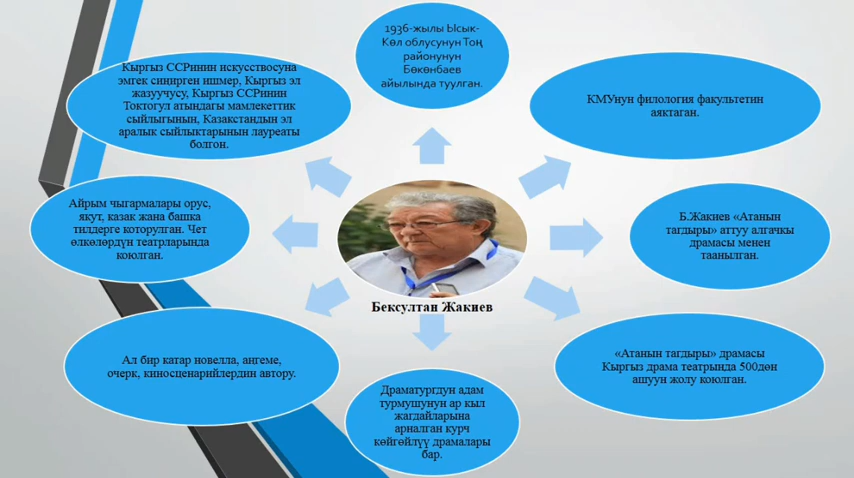 1936-жылы Ысык-
Көл облусунун Тоң
районунун
Бөкөнбаев
айылында туулган.
КМУнун филология факультетин
аяктаган.
Б.Жакиев «Атанын
тагдыры» аттуу алгачкы
драмасы менен
таанылган.
«Атанын тагдыры» драмасы
Кыргыз драма театрында 500дөн
ашуун жолу коюлган.
Драматургдун адам
турмушунун ар кыл
жагдайларына
арналган курч
көйгөйлүү драмалары
бар.
Ал бир катар новелла, аңгеме,
очерк, киносценарийлердин автору.
Айрым чыгармалары орус,
якут, казак жана башка
тилдерге которулган. Чет
өлкөлөрдүн театрларында
коюлган.
Кыргыз ССРинин искусствосуна
эмгек сиңирген ишмер, Кыргыз эл
жазуучусу, Кыргыз ССРинин
Токтогул атындагы мамлекеттик
сыйлыгынын, Казакстандын эл
аралык сыйлыктарынын лауреаты
болгон.
Бексултан Жакиев